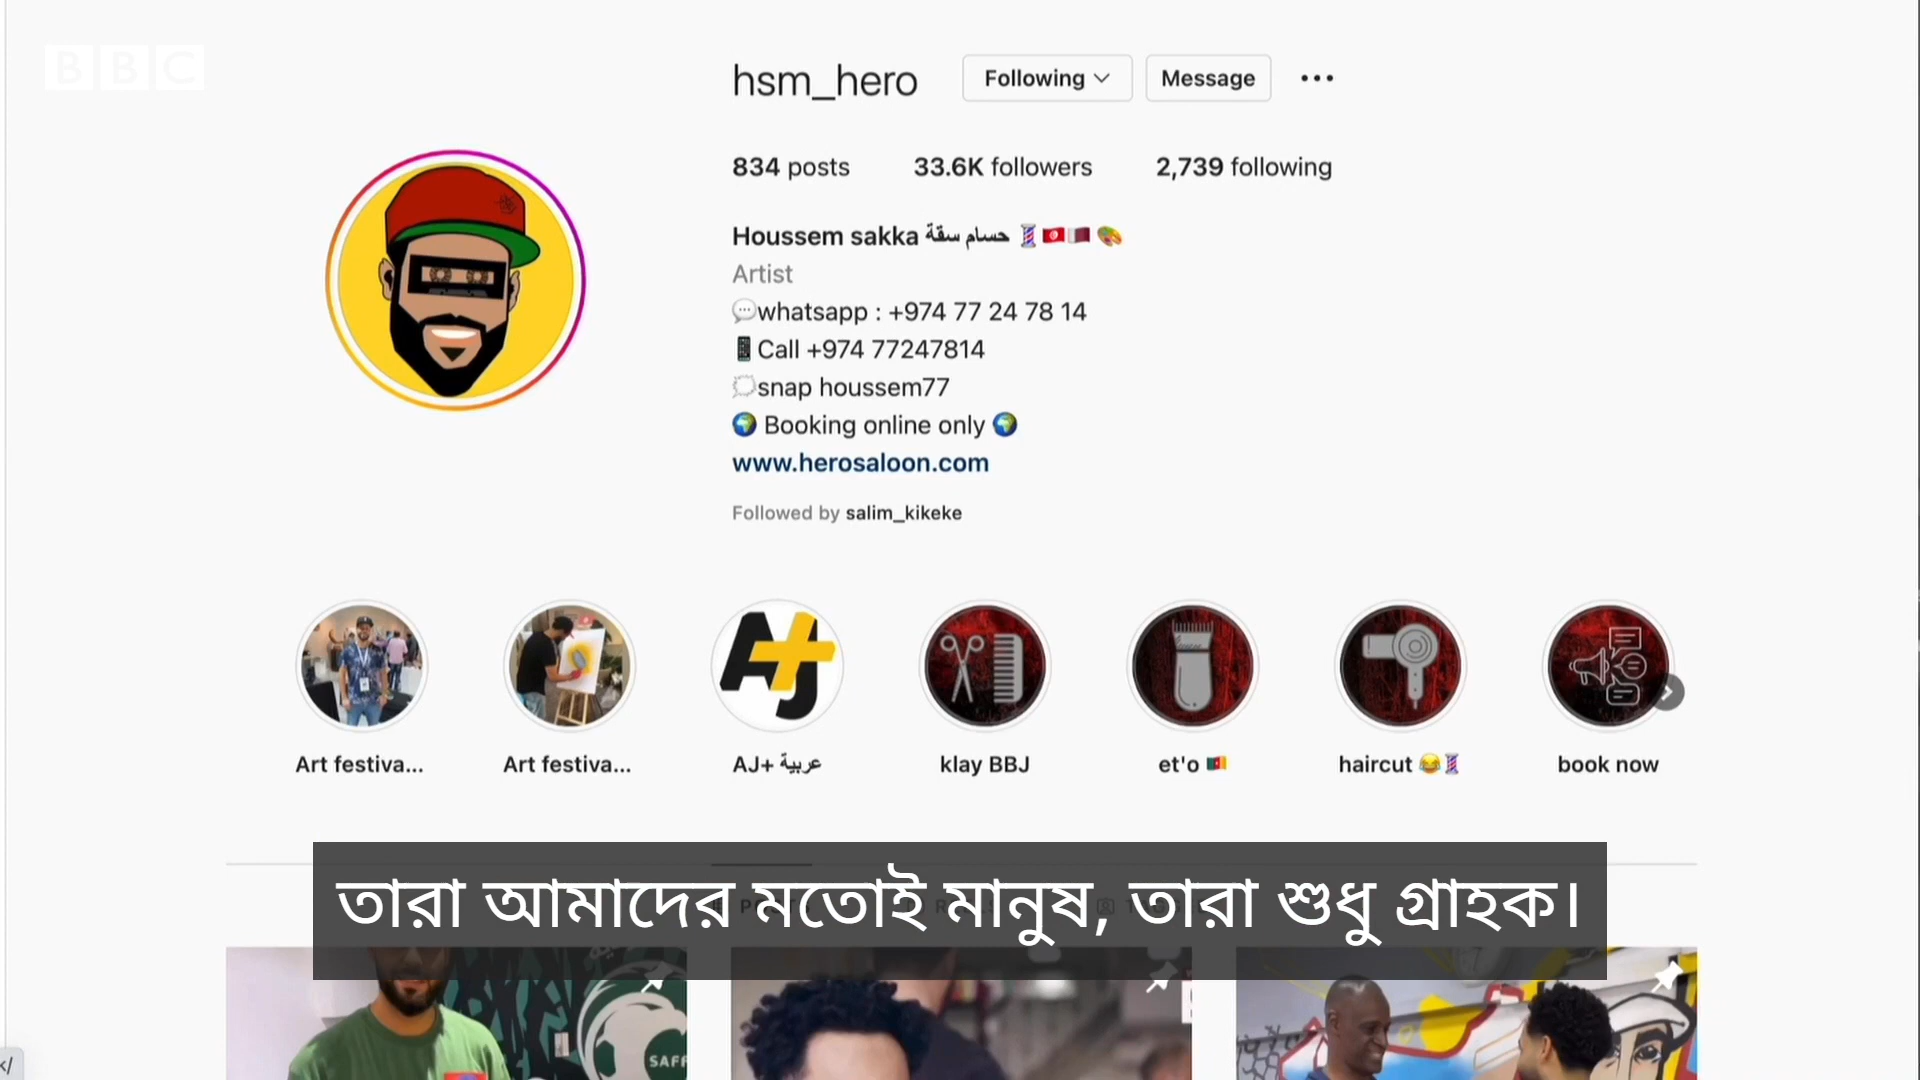 BBC
hsm_hero
Following
Message
834 posts
33.6K followers
2,739 following
Houssem sakka حسام سقة 💈🇹🇳🇶🇦 🎨
Artist
💬whatsapp : +974 77 24 78 14
📱Call +974 77247814
🗯snap houssem77
🌍 Booking online only 🌍
www.herosaloon.com
Followed by salim_kikeke
Art festiva...
Art festiva...
AJ+ عربية
klay BBJ
et'o 🇨🇲
haircut 😂💈
book now
তারা আমাদের মতোই মানুষ, তারা শুধু গ্রাহক।